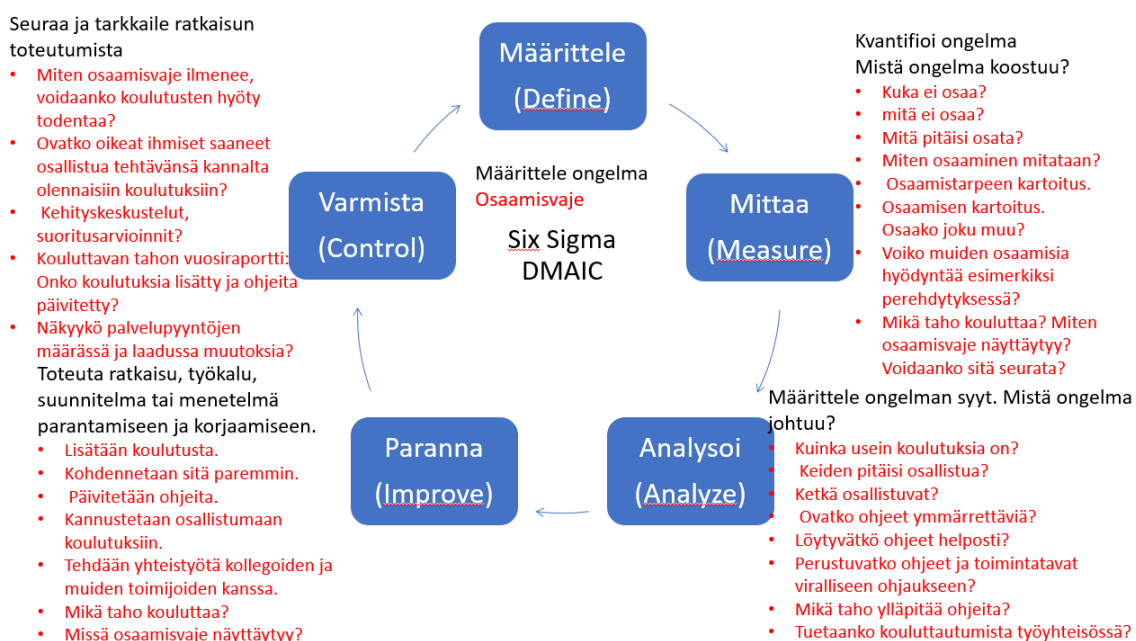 Seuraa ja tarkkaile ratkaisun
toteutumista
• Miten osaamisvaje ilmenee,
voidaanko koulutusten hyöty
todentaa?
• Ovatko oikeat ihmiset saaneet
osallistua tehtävänsä kannalta
olennaisiin koulutuksiin?
• Kehityskeskustelut,
suoritusarvioinnit?
• Kouluttavan tahon vuosiraportti:
Onko koulutuksia lisätty ja ohjeita
päivitetty?
• Näkyykö palvelupyyntöjen
määrässä ja laadussa muutoksia?
Määrittele
(Define)
Määrittele ongelma
Osaamisvaje
Six Sigma
DMAIC
Varmista
(Control)
Mittaa
(Measure)
Kvantifioi ongelma
Mistä ongelma koostuu?
• Kuka ei osaa?
• mitä ei osaa?
• Mitä pitäisi osata?
• Miten osaaminen mitataan?
• Osaamistarpeen kartoitus.
• Osaamisen kartoitus.
Osaako joku muu?
• Voiko muiden osaamisia
hyödyntää esimerkiksi
perehdytyksessä?
• Mikä taho kouluttaa? Miten
osaamisvaje näyttäytyy?
Voidaanko sitä seurata?
Toteuta ratkaisu, työkalu,
suunnitelma tai menetelmä
parantamiseen ja korjaamiseen.
• Lisätään koulutusta.
• Kohdennetaan sitä paremmin.
• Päivitetään ohjeita.
• Kannustetaan osallistumaan
koulutuksiin.
• Tehdään yhteistyötä kollegoiden ja
muiden toimijoiden kanssa.
• Mikä taho kouluttaa?
• Missä osaamisvaje näyttäytyy?
Paranna
(Improve)
Analysoi
(Analyze)
Määrittele ongelman syyt. Mistä ongelma
johtuu?
• Kuinka usein koulutuksia on?
• Keiden pitäisi osallistua?
• Ketkä osallistuvat?
• Ovatko ohjeet ymmärrettäviä?
• Löytyvätkö ohjeet helposti?
• Perustuvatko ohjeet ja toimintatavat
viralliseen ohjaukseen?
• Mikä taho ylläpitää ohjeita?
• Tuetaanko kouluttautumista työyhteisössä?